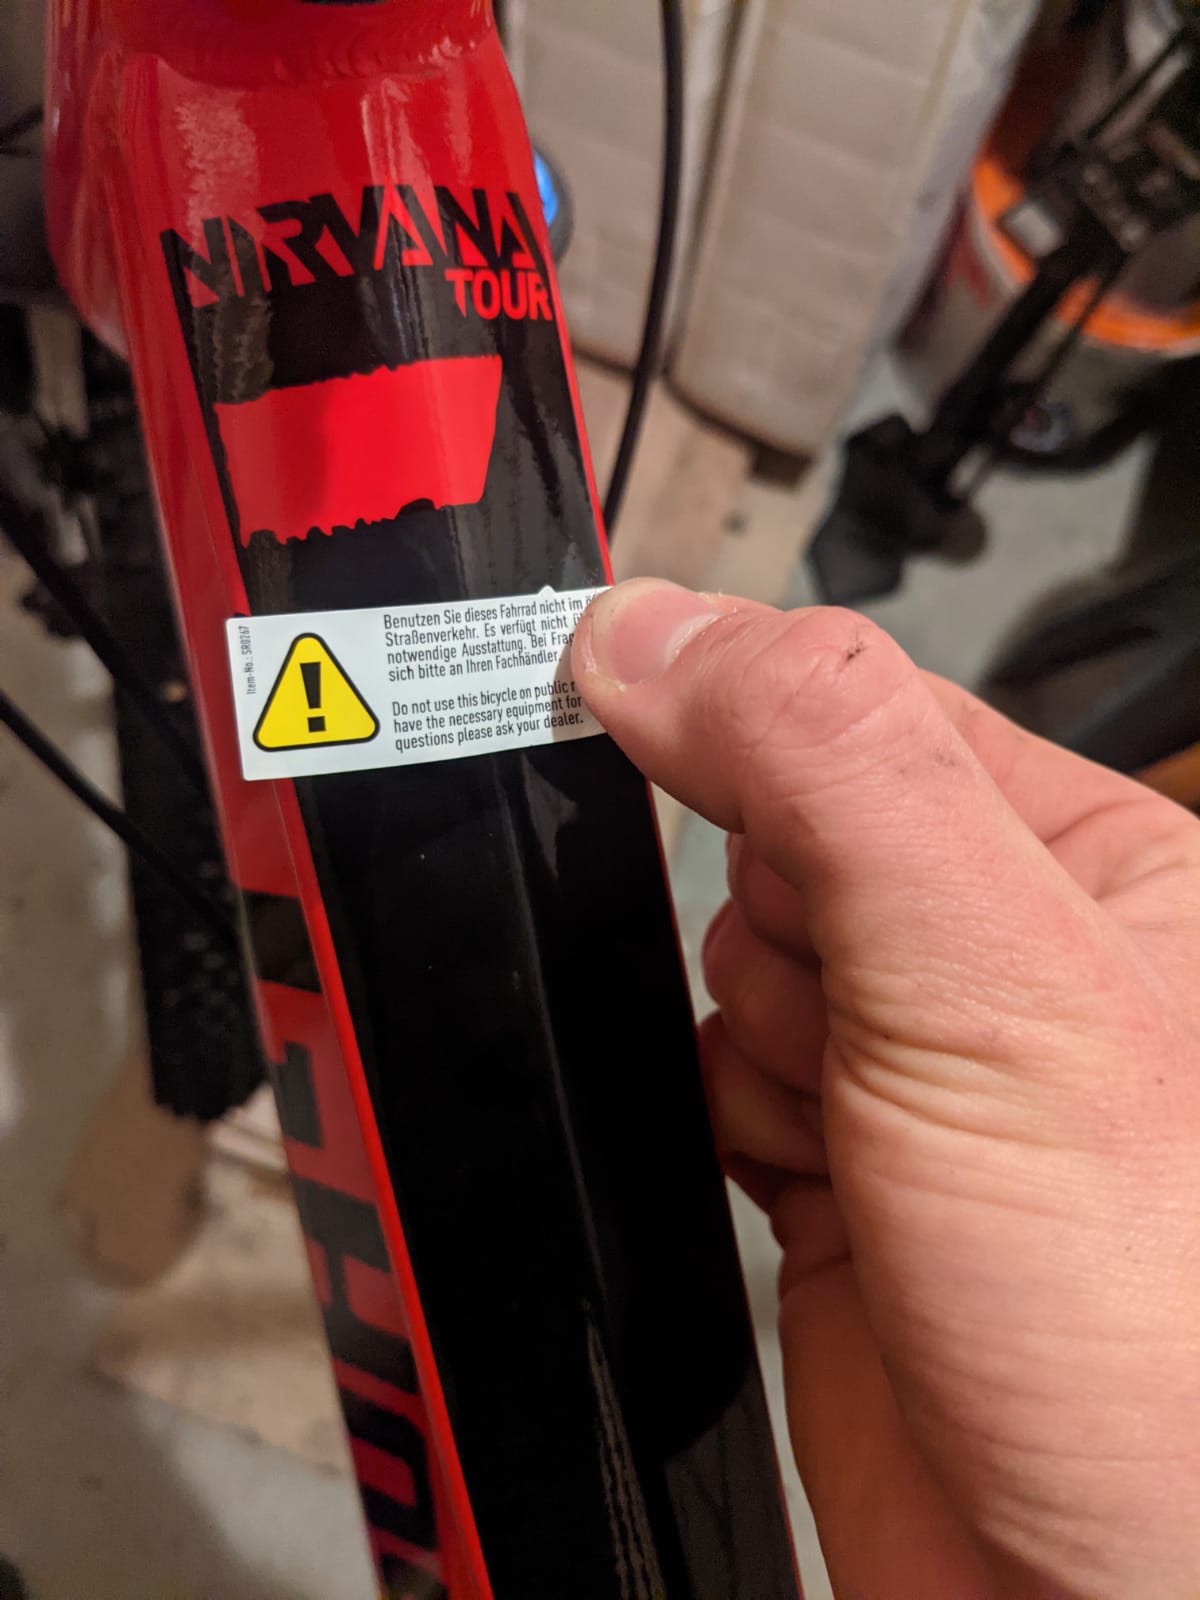 NIRVANA
TOUR
Item-No.: SR0267
Benutzen Sie dieses Fahrrad nicht im
Straßenverkehr. Es verfügt nicht
notwendige Ausstattung. Bei
sich bitte an Ihren Fachhändler.
Do not use this bicycle on public
have the necessary equipment for
questions please ask your dealer.